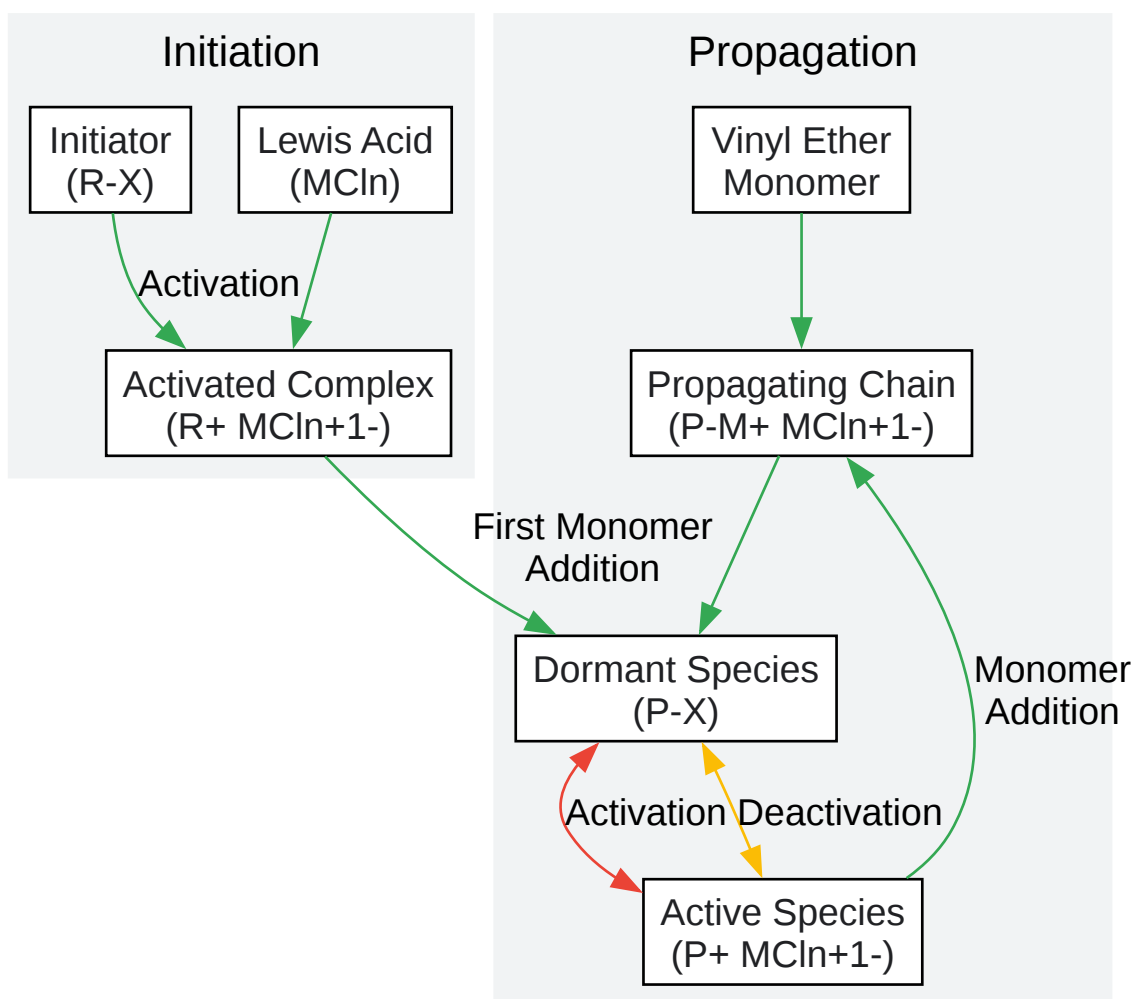 Initiation
Propagation
Initiator
(R-X)
Lewis Acid
(MCln)
Vinyl Ether
Monomer
Activation
Activated Complex
(R+ MCln+1-)
Propagating Chain
(P-M+ MCln+1-)
First Monomer
Addition
Dormant Species
(P-X)
Monomer
Addition
Activation
Deactivation
Active Species
(P+ MCln+1-)